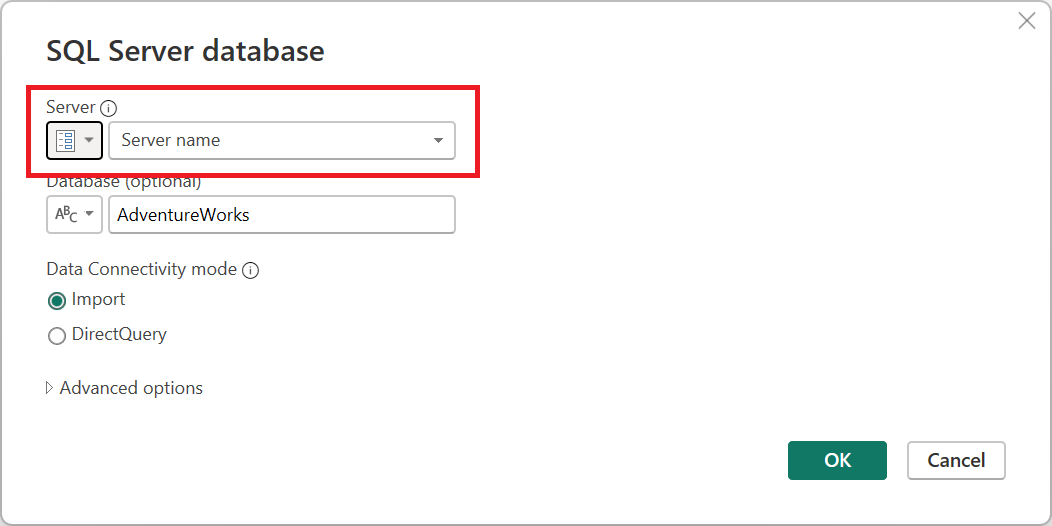 SQL Server database
Server
Server name
Database (optional)
ABC
AdventureWorks
Data Connectivity mode
Import
DirectQuery
Advanced options
OK
Cancel